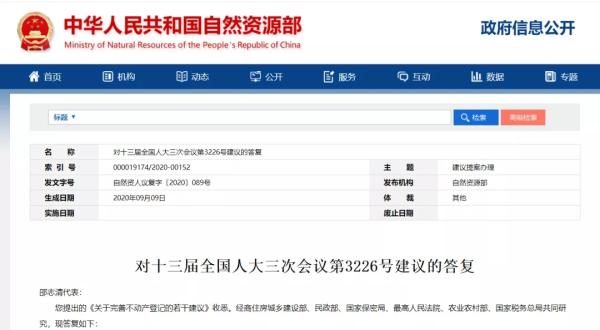 中华人民共和国自然资源部
政府信息公开
Ministry of Natural Resources of the People's Republic of China
首页 机构 动态 公开 服务 互动 数据 专题
标题 检索 高级检索
名 称 对十三届全国人大三次会议第3226号建议的答复
索 引 号 000019174/2020-00152 主 题 建议提案办理
发文字号 自然资人议复字〔2020〕089号 发布机构 自然资源部
生成日期 2020年09月09日 体 裁 其他
实施日期 废止日期
对十三届全国人大三次会议第3226号建议的答复
邵志清代表：
您提出的《关于完善不动产登记的若干建议》收悉。经商住房城乡建设部、民政部、国家保密局、最高人民法院、农业农村部、国家税务总局共同研
究，现答复如下：